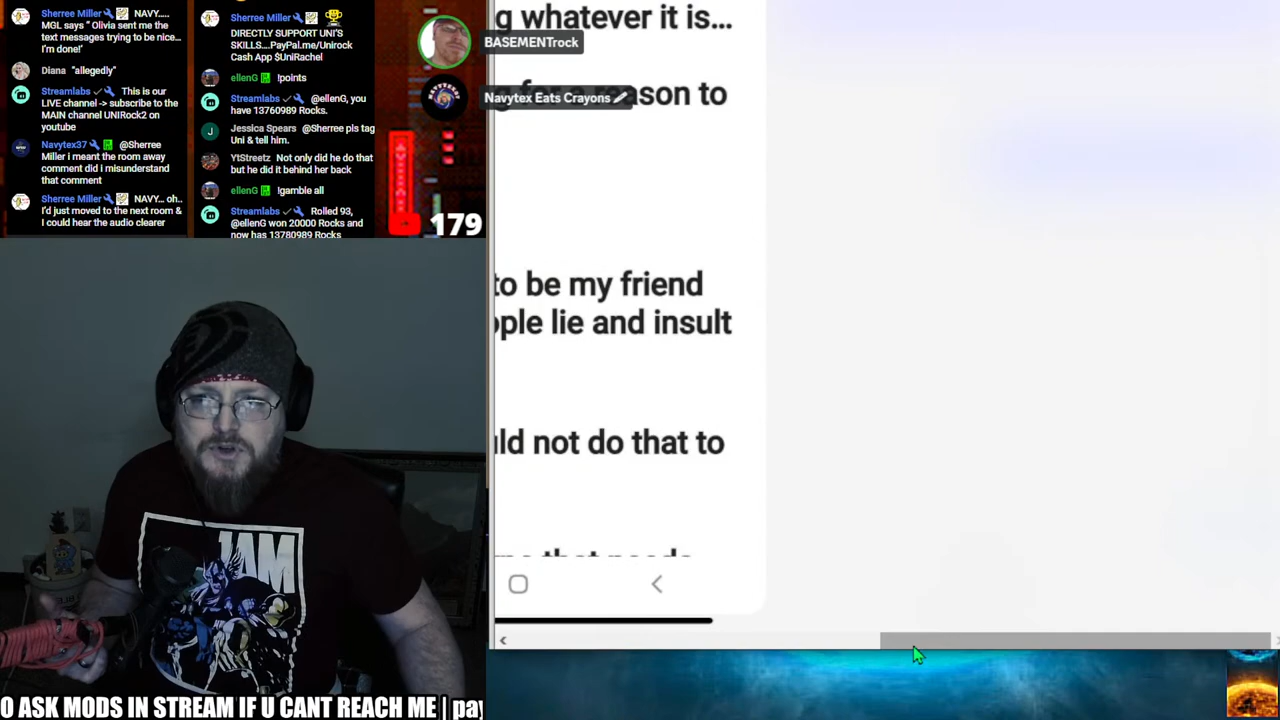 Sherree Miller NAVY.....
MGL says " Olivia sent me the
text messages trying to be nice...
I'm done!'
Diana "allegedly"
Streamlabs This is our
LIVE channel -> subscribe to the
MAIN channel UNIRock2 on
youtube
Navytex37 @Sherree
Miller i meant the room away
comment did i misunderstand
that comment
Sherree Miller NAVY... oh..
I'd just moved to the next room &
I could hear the audio clearer
Sherree Miller
DIRECTLY SUPPORT UNI'S
SKILLS....PayPal.me/Unirock
Cash App $UniRachel
ellenG !points
Streamlabs @ellenG, you
have 13760989 Rocks.
Jessica Spears @Sherree pls tag
Uni & tell him.
YtStreetz Not only did he do that
but he did it behind her back
ellenG !gamble all
Streamlabs Rolled 93,
@ellenG won 20000 Rocks and
now has 13780989 Rocks
179
BASEMENTrock
Navytex Eats Crayons
g whatever it is...
g for a reason to
to be my friend
ople lie and insult
uld not do that to
that needs
JAM
O ASK MODS IN STREAM IF U CANT REACH ME | pay